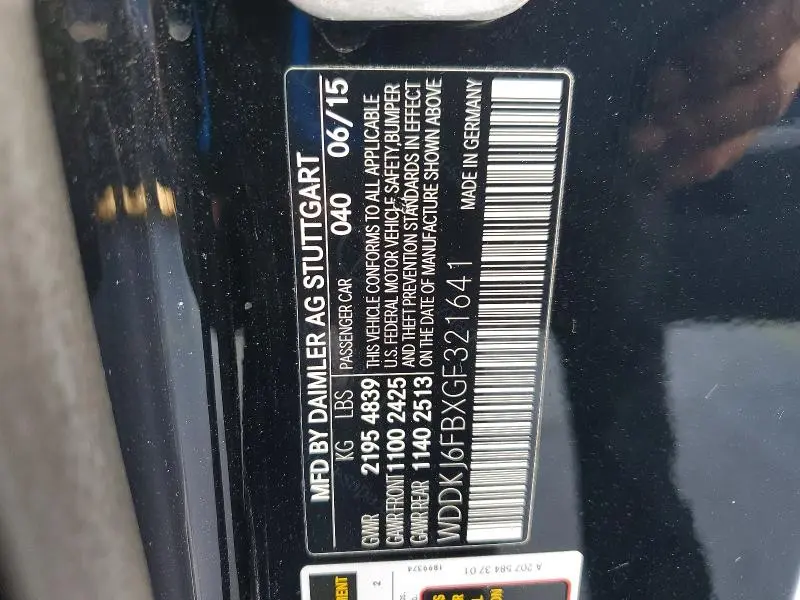 MFD BY DAIMLER AG STUTTGART
KG LBS PASSENGER CAR 040 06/15
GVWR 2195 4839 THIS VEHICLE CONFORMS TO ALL APPLICABLE
GAWR FRONT 1100 2425 U.S. FEDERAL MOTOR VEHICLE SAFETY,BUMPER
GAWR REAR 1140 2513 AND THEFT PREVENTION STANDARDS IN EFFECT
ON THE DATE OF MANUFACTURE SHOWN ABOVE
WDDKJ6FBXGF321641 MADE IN GERMANY
A 207 584 37 01
2